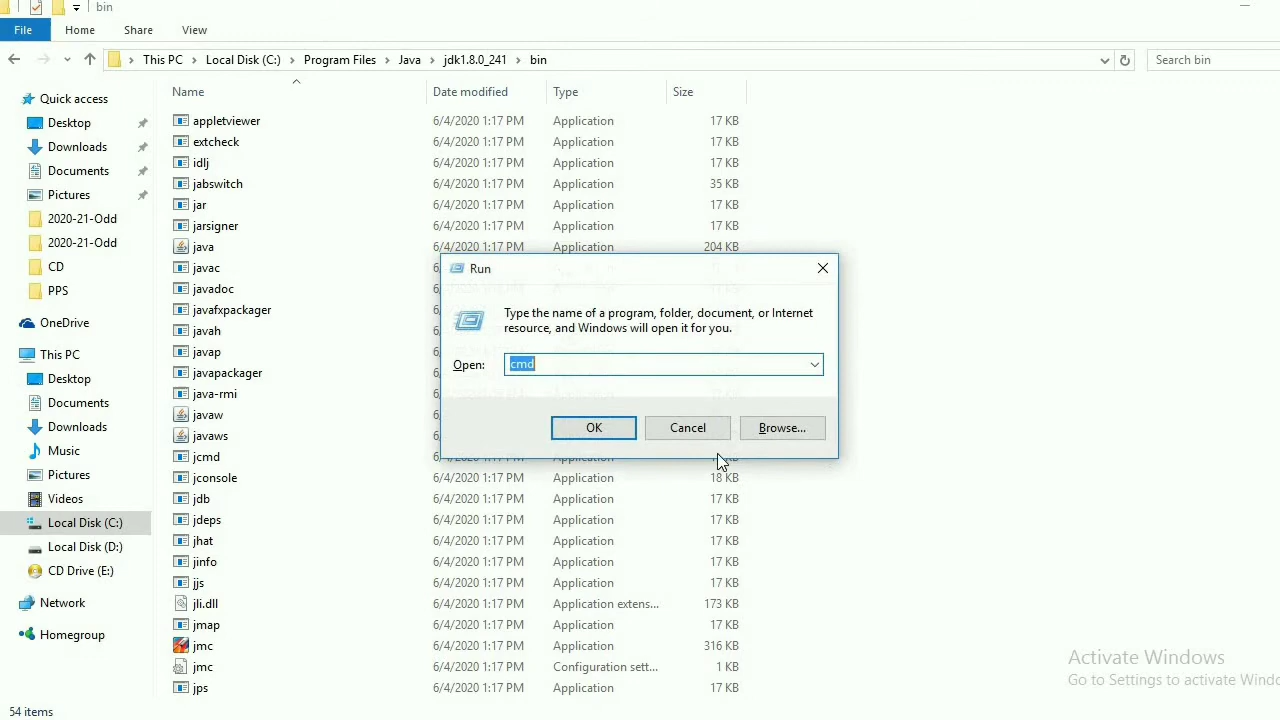 bin
File Home Share View
This PC Local Disk (C:) Program Files Java jdk1.8.0_241 bin Search bin
Name Date modified Type Size
Quick access
Desktop
Downloads
Documents
Pictures
2020-21-Odd
2020-21-Odd
CD
PPS
OneDrive
This PC
Desktop
Documents
Downloads
Music
Pictures
Videos
Local Disk (C:)
Local Disk (D:)
CD Drive (E:)
Network
Homegroup
appletviewer 6/4/2020 1:17 PM Application 17 KB
extcheck 6/4/2020 1:17 PM Application 17 KB
idlj 6/4/2020 1:17 PM Application 17 KB
jabswitch 6/4/2020 1:17 PM Application 35 KB
jar 6/4/2020 1:17 PM Application 17 KB
jarsigner 6/4/2020 1:17 PM Application 17 KB
java 6/4/2020 1:17 PM Application 204 KB
javac
javadoc
javafxpackager
javah
javap
javapackager
java-rmi
javaw
javaws
jcmd
jconsole 6/4/2020 1:17 PM Application 18 KB
jdb 6/4/2020 1:17 PM Application 17 KB
jdeps 6/4/2020 1:17 PM Application 17 KB
jhat 6/4/2020 1:17 PM Application 17 KB
jinfo 6/4/2020 1:17 PM Application 17 KB
jjs 6/4/2020 1:17 PM Application 17 KB
jli.dll 6/4/2020 1:17 PM Application extens... 173 KB
jmap 6/4/2020 1:17 PM Application 17 KB
jmc 6/4/2020 1:17 PM Application 316 KB
jmc 6/4/2020 1:17 PM Configuration sett... 1 KB
jps 6/4/2020 1:17 PM Application 17 KB
Run
Type the name of a program, folder, document, or Internet
resource, and Windows will open it for you.
Open: cmd
OK Cancel Browse...
Activate Windows
Go to Settings to activate Windo
54 items